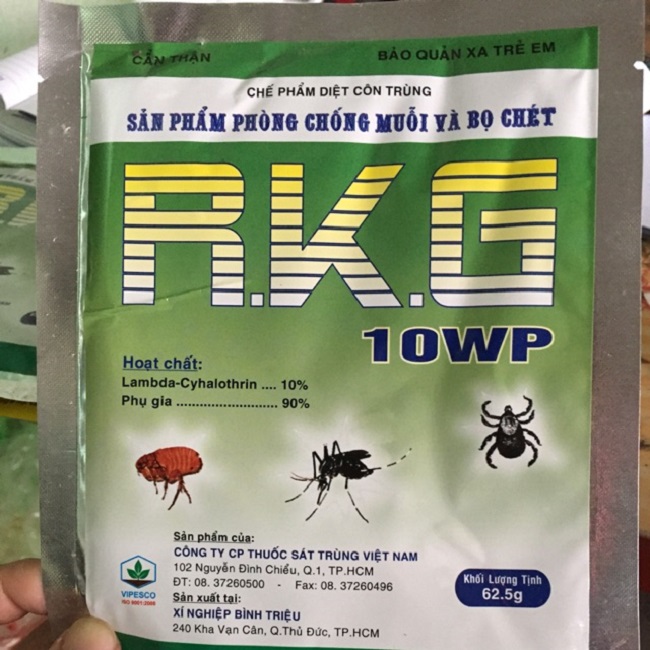 CẨN THẬN
BẢO QUẢN XA TRẺ EM
CHẾ PHẨM DIỆT CÔN TRÙNG
SẢN PHẨM PHÒNG CHỐNG MUỖI VÀ BỌ CHÉT
R.K.G
10WP
Hoạt chất:
Lambda-Cyhalothrin .... 10%
Phụ gia .......................... 90%
Sản phẩm của:
CÔNG TY CP THUỐC SÁT TRÙNG VIỆT NAM
102 Nguyễn Đình Chiểu, Q.1, TP.HCM
ĐT: 08. 37260500 - Fax: 08. 37260496
Sản xuất tại:
XÍ NGHIỆP BÌNH TRIỆU
240 Kha Vạn Cân, Q.Thủ Đức, TP.HCM
VIPESCO
ISO 9001:2008
Khối Lượng Tịnh
62.5g